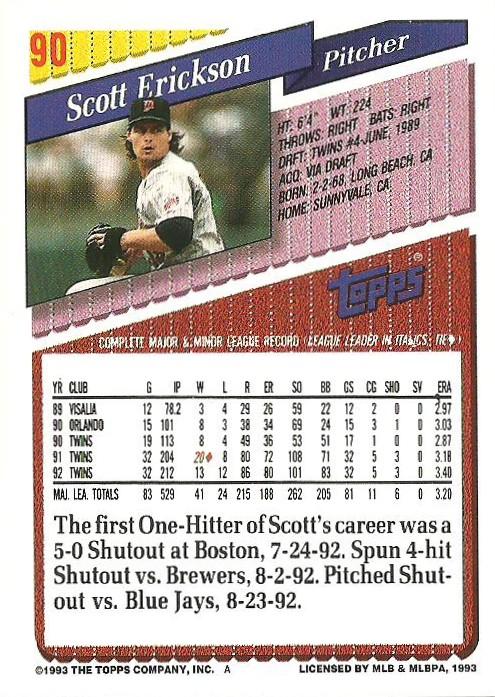 90
Scott Erickson
Pitcher
HT: 6'4" WT: 224
THROWS: RIGHT BATS: RIGHT
DRFT: TWINS #4-JUNE, 1989
ACQ: VIA DRAFT
BORN: 2-2-68, LONG BEACH, CA
HOME: SUNNYVALE, CA
TOPPS®
COMPLETE MAJOR & MINOR LEAGUE RECORD (LEAGUE LEADER IN ITALICS, TIE ♦)
YR CLUB G IP W L R ER SO BB GS CG SHO SV ERA
89 VISALIA 12 78.2 3 4 29 26 59 22 12 2 0 0 2.97
90 ORLANDO 15 101 8 3 38 34 69 24 15 3 1 0 3.03
90 TWINS 19 113 8 4 49 36 53 51 17 1 0 0 2.87
91 TWINS 32 204 20♦ 8 80 72 108 71 32 5 3 0 3.18
92 TWINS 32 212 13 12 86 80 101 83 32 5 3 0 3.40
MAJ. LEA. TOTALS 83 529 41 24 215 188 262 205 81 11 6 0 3.20
The first One-Hitter of Scott's career was a
5-0 Shutout at Boston, 7-24-92. Spun 4-hit
Shutout vs. Brewers, 8-2-92. Pitched Shut-
out vs. Blue Jays, 8-23-92.
©1993 THE TOPPS COMPANY, INC. A
LICENSED BY MLB & MLBPA, 1993